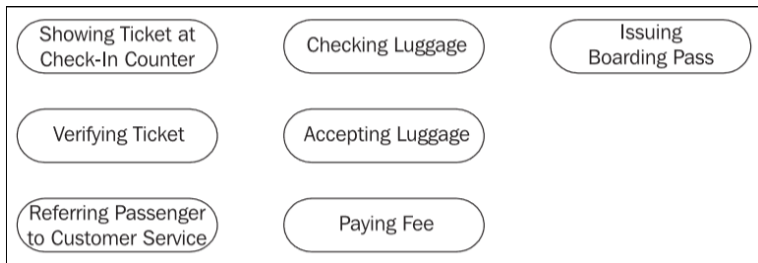 Showing Ticket at
Check-In Counter
Checking Luggage
Issuing
Boarding Pass
Verifying Ticket
Accepting Luggage
Referring Passenger
to Customer Service
Paying Fee